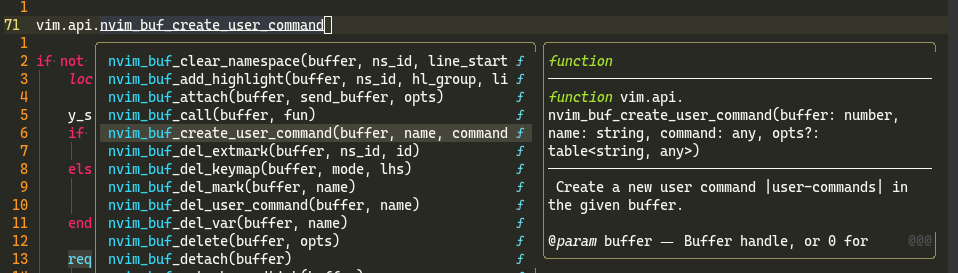 1
71 vim.api.nvim_buf_create_user_command
1
2 if not nvim_buf_clear_namespace(buffer, ns_id, line_start ƒ
3 loc nvim_buf_add_highlight(buffer, ns_id, hl_group, li ƒ
4 nvim_buf_attach(buffer, send_buffer, opts) ƒ
5 y_s nvim_buf_call(buffer, fun) ƒ
6 if nvim_buf_create_user_command(buffer, name, command ƒ
7 nvim_buf_del_extmark(buffer, ns_id, id) ƒ
8 els nvim_buf_del_keymap(buffer, mode, lhs) ƒ
9 nvim_buf_del_mark(buffer, name) ƒ
10 nvim_buf_del_user_command(buffer, name) ƒ
11 end nvim_buf_del_var(buffer, name) ƒ
12 nvim_buf_delete(buffer, opts) ƒ
13 req nvim_buf_detach(buffer) ƒ
function
function vim.api.
nvim_buf_create_user_command(buffer: number,
name: string, command: any, opts?:
table<string, any>)
Create a new user command |user-commands| in
the given buffer.
@param buffer — Buffer handle, or 0 for @@@